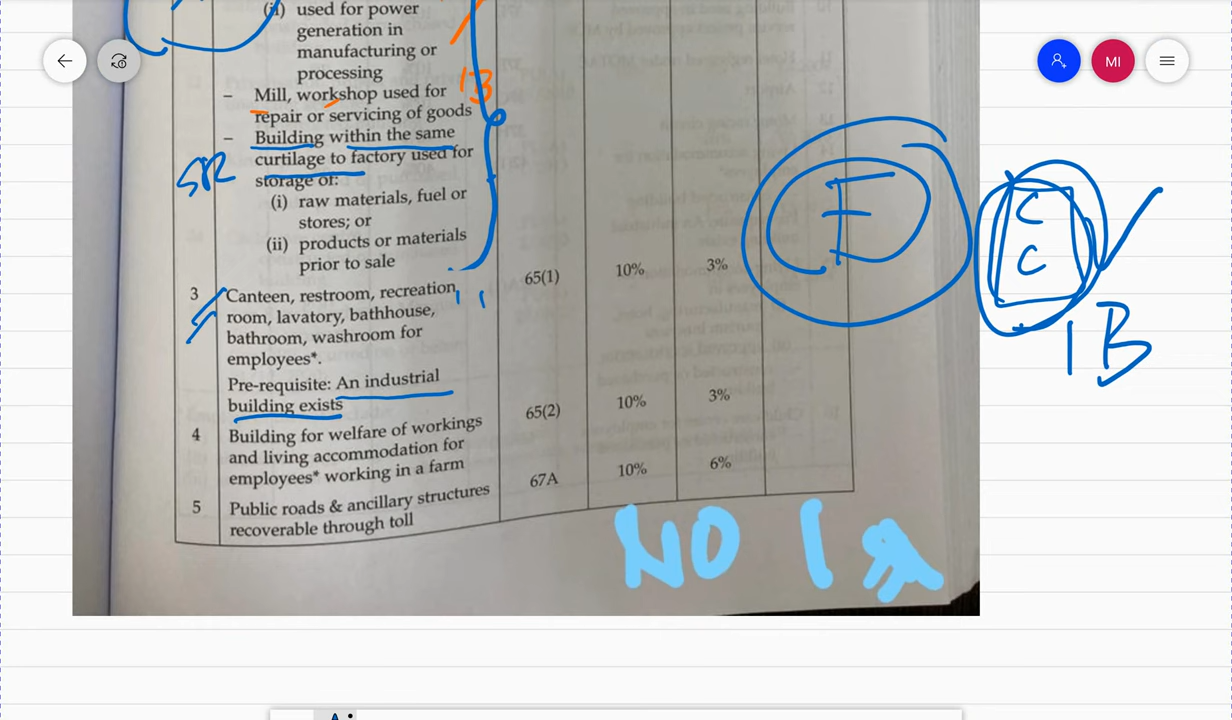 (ii) used for power
generation in
manufacturing or
processing
– Mill, workshop used for
repair or servicing of goods
– Building within the same
curtilage to factory used for
storage of:
(i) raw materials, fuel or
stores; or
(ii) products or materials
prior to sale
3 Canteen, restroom, recreation 65(1) 10% 3%
room, lavatory, bathhouse,
bathroom, washroom for
employees*.
Pre-requisite: An industrial
building exists
4 Building for welfare of workings 65(2) 10% 3%
and living accommodation for
employees* working in a farm
5 Public roads & ancillary structures 67A 10% 6%
recoverable through toll
13
F
C
C
1B
NO
MI